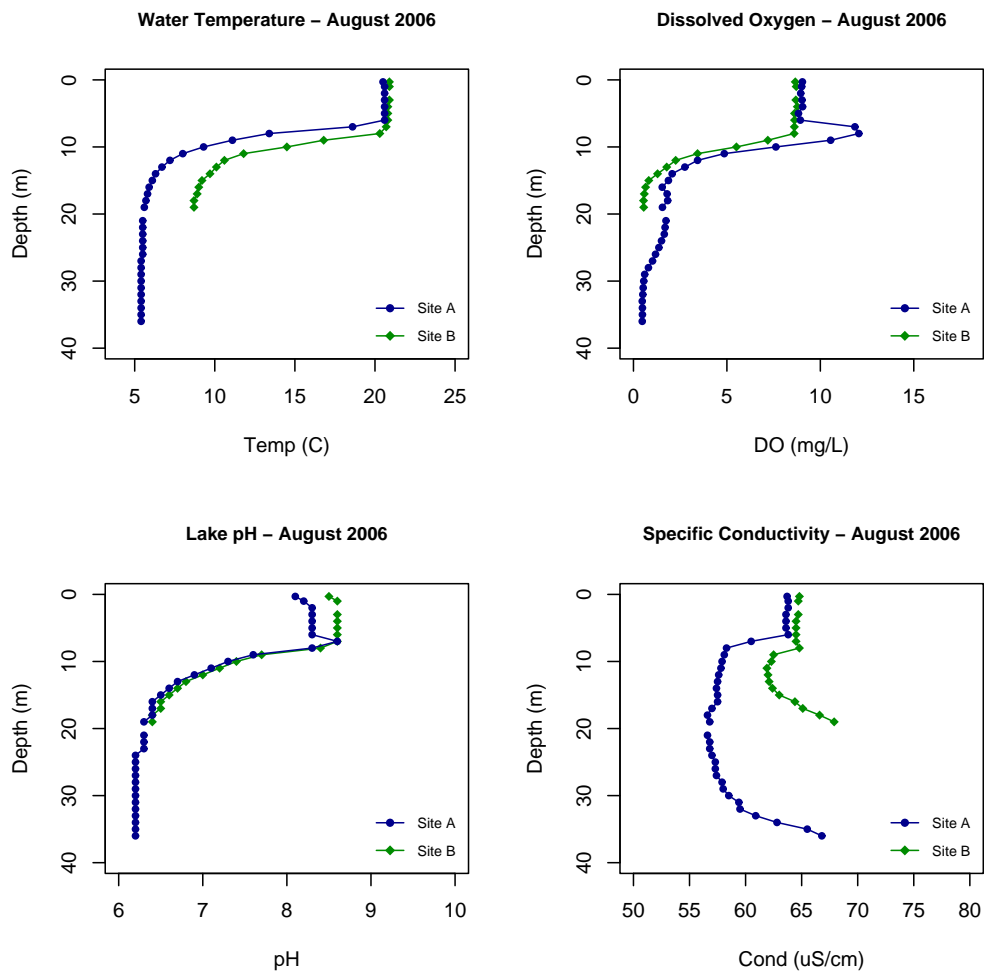 Water Temperature – August 2006
0
10
20
30
40
Depth (m)
5 10 15 20 25
Temp (C)
Site A
Site B
Dissolved Oxygen – August 2006
0
10
20
30
40
Depth (m)
0 5 10 15
DO (mg/L)
Site A
Site B
Lake pH – August 2006
0
10
20
30
40
Depth (m)
6 7 8 9 10
pH
Site A
Site B
Specific Conductivity – August 2006
0
10
20
30
40
Depth (m)
50 55 60 65 70 75 80
Cond (uS/cm)
Site A
Site B